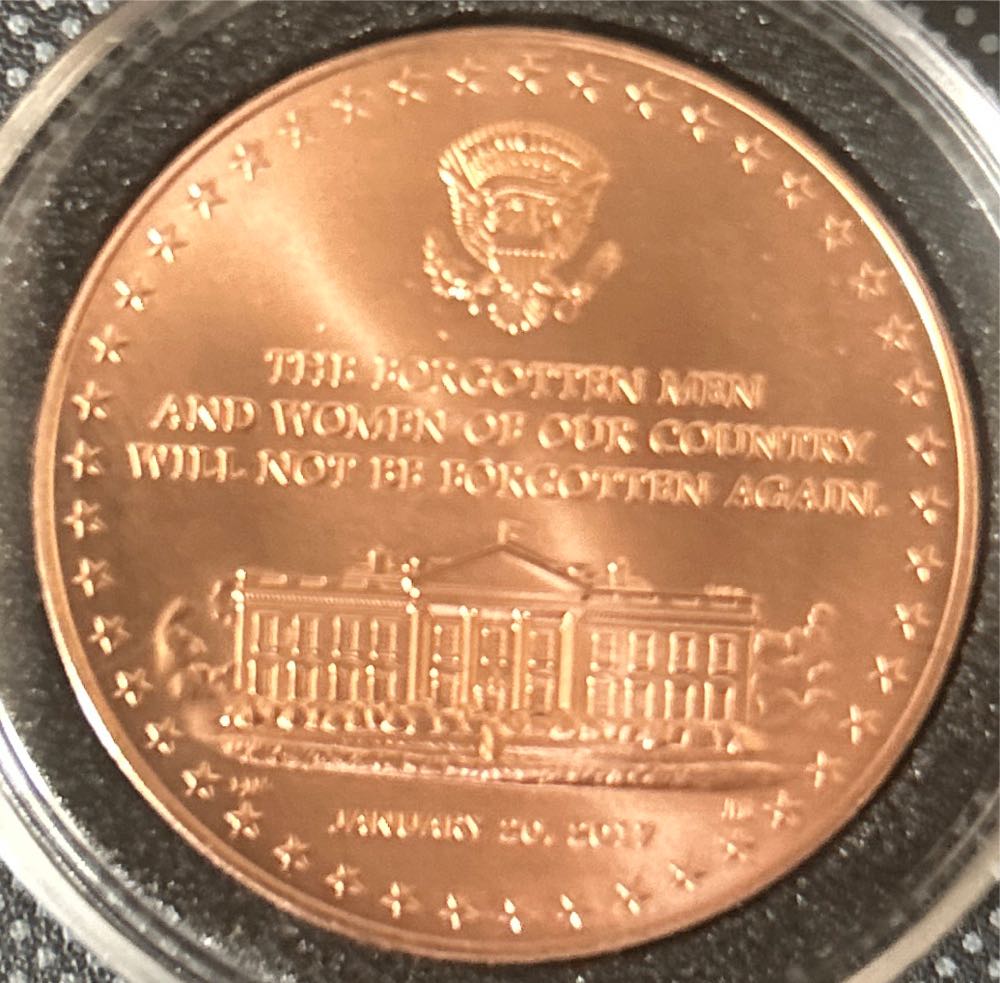 THE FORGOTTEN MEN
AND WOMEN OF OUR COUNTRY
WILL NOT BE FORGOTTEN AGAIN.
JANUARY 20, 2017